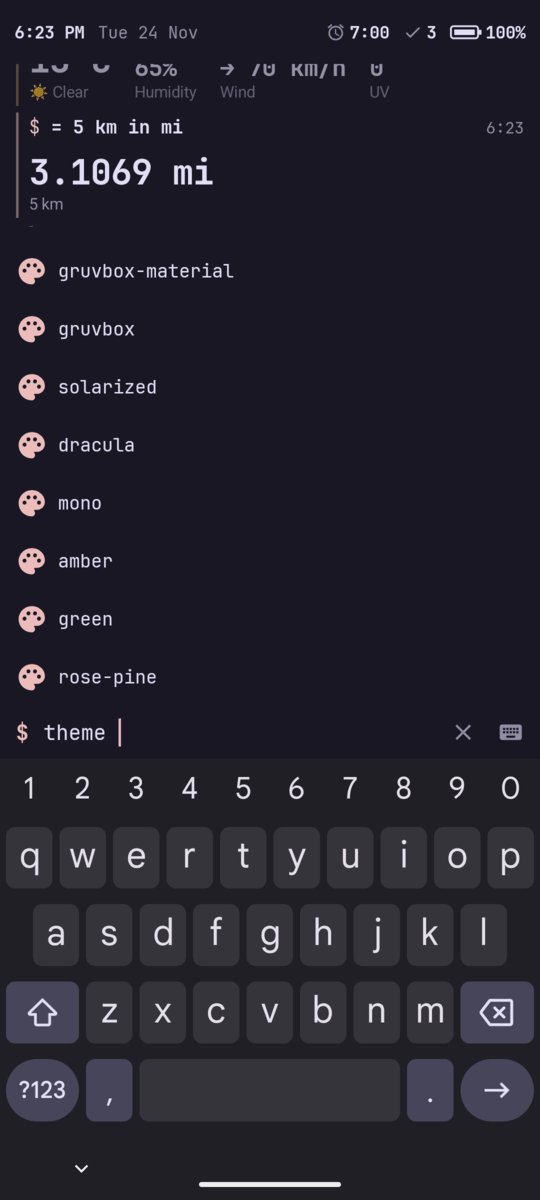 6:23 PM Tue 24 Nov 7:00 3 100%
65% km/h
Clear Humidity Wind UV
$ = 5 km in mi 6:23
3.1069 mi
5 km
gruvbox-material
gruvbox
solarized
dracula
mono
amber
green
rose-pine
$ theme
1 2 3 4 5 6 7 8 9 0
q w e r t y u i o p
a s d f g h j k l
z x c v b n m
?123 , .